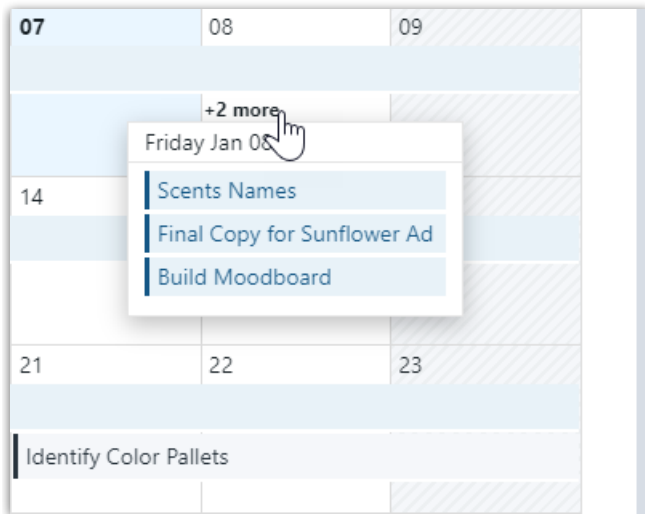 07 08 09
+2 more
Friday Jan 08
Scents Names
14
Final Copy for Sunflower Ad
Build Moodboard
21 22 23
Identify Color Pallets